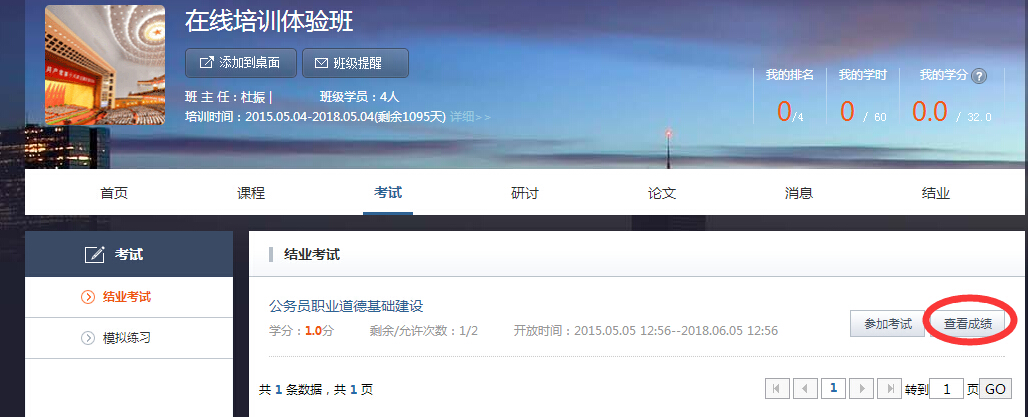 在线培训体验班
添加到桌面 班级提醒
班 主 任：杜振 | 班级学员：4人
培训时间：2015.05.04-2018.05.04(剩余1095天) 详细>>
我的排名 我的学时 我的学分 ?
0/4 0 / 60 0.0 / 32.0
首页 课程 考试 研讨 论文 消息 结业
考试
结业考试
模拟练习
结业考试
公务员职业道德基础建设
学分：1.0分 剩余/允许次数：1/2 开放时间：2015.05.05 12:56--2018.06.05 12:56
参加考试 查看成绩
共 1 条数据，共 1 页
1 转到 1 页 GO